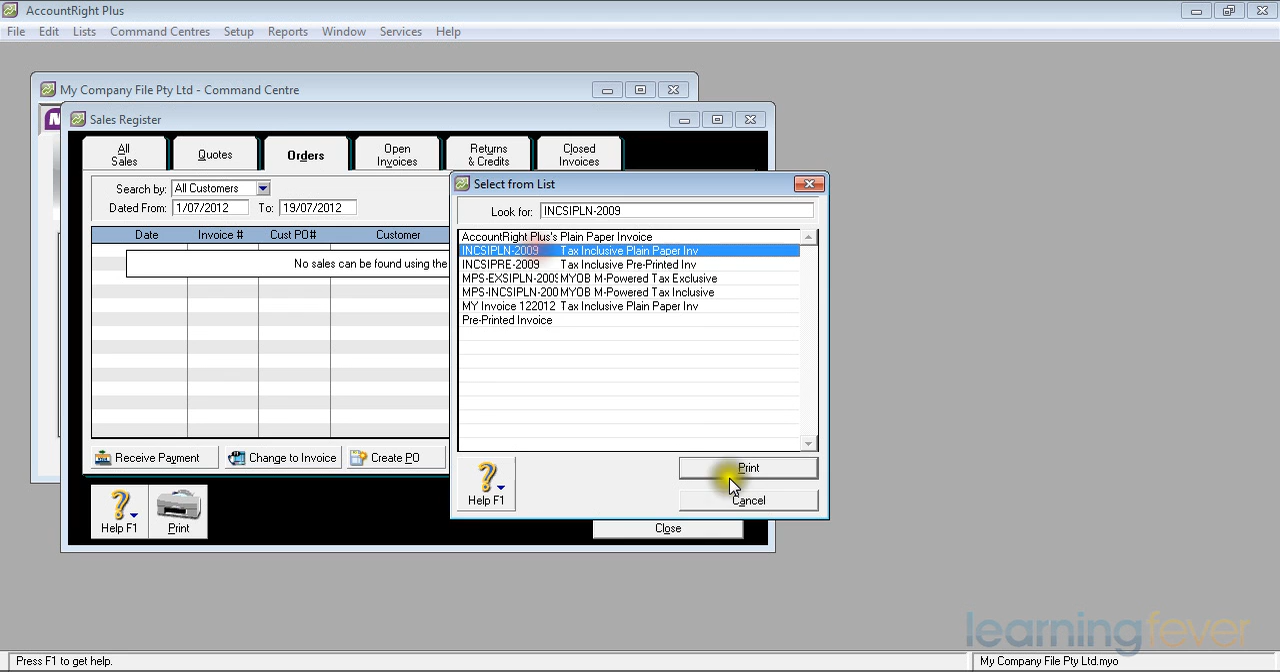 AccountRight Plus
File Edit Lists Command Centres Setup Reports Window Services Help
My Company File Pty Ltd - Command Centre
Sales Register
All Sales
Quotes
Orders
Open Invoices
Returns & Credits
Closed Invoices
Search by: All Customers
Dated From: 1/07/2012 To: 19/07/2012
Date Invoice # Cust PO# Customer
No sales can be found using the
Receive Payment Change to Invoice Create PO
Help F1 Print
Close
Select from List
Look for: INCSIPLN-2009
AccountRight Plus's Plain Paper Invoice
INCSIPLN-2009 Tax Inclusive Plain Paper Inv
INCSIPRE-2009 Tax Inclusive Pre-Printed Inv
MPS-EXSIPLN-2009 MYOB M-Powered Tax Exclusive
MPS-INCSIPLN-200 MYOB M-Powered Tax Inclusive
MY Invoice 122012 Tax Inclusive Plain Paper Inv
Pre-Printed Invoice
Help F1
Print
Cancel
learningfever
Press F1 to get help.
My Company File Pty Ltd.myo